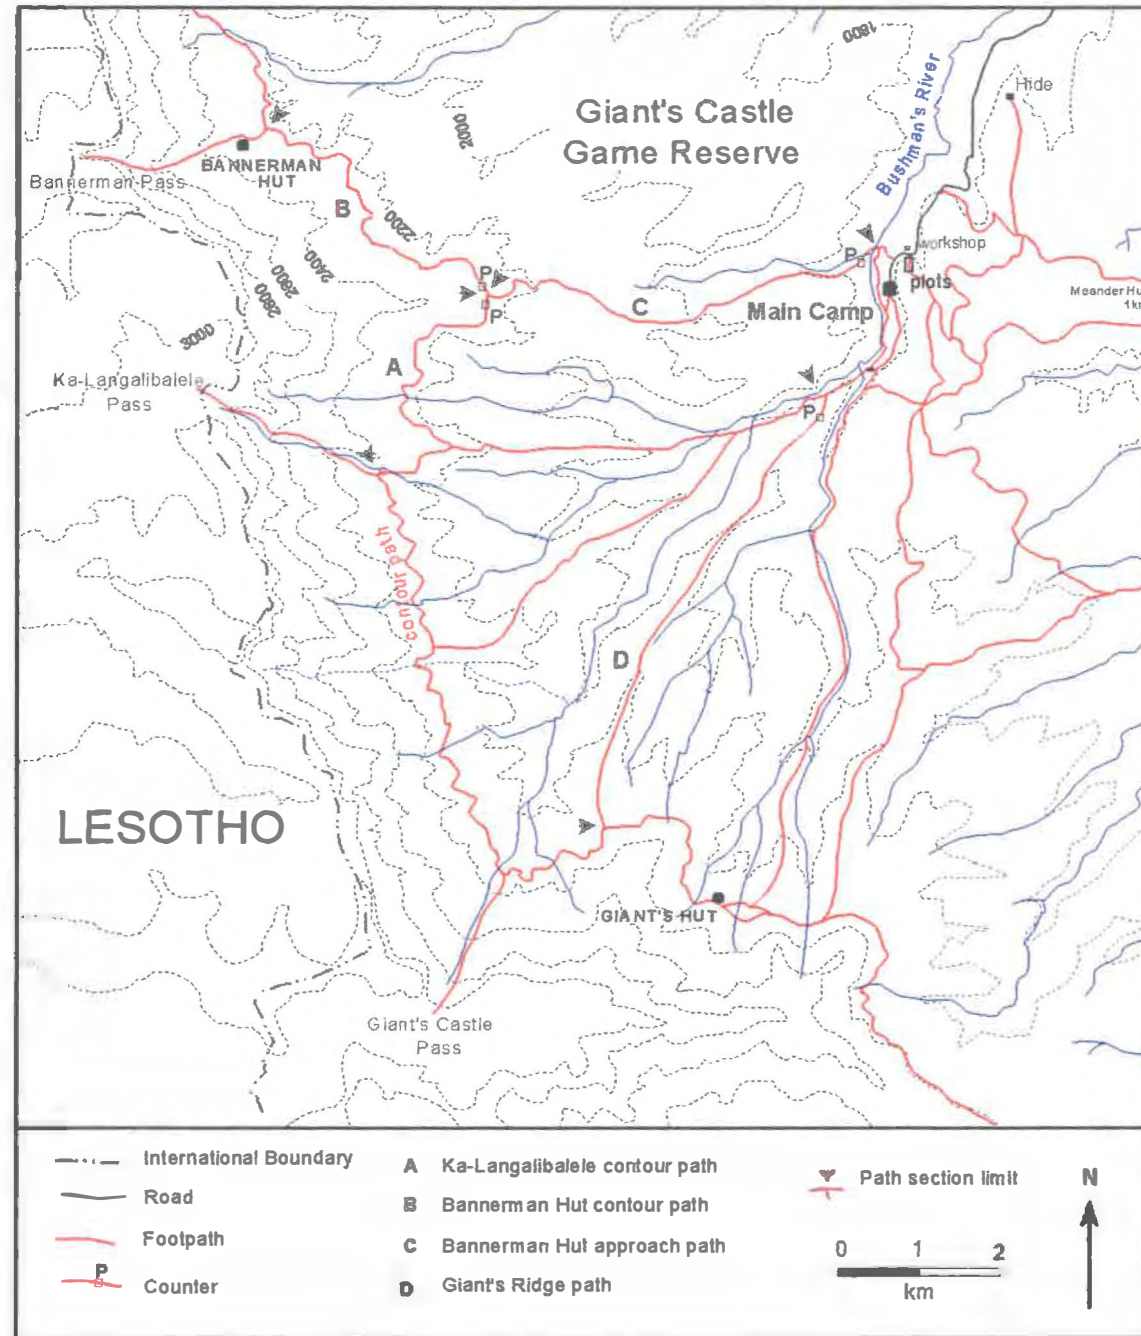 1800
Bushman's River
Hide
Giant's Castle
Game Reserve
2000
BANNERMAN
HUT
Bannerman Pass
B
2200
2400
2600
2800
3000
P
P
P
workshop
plots
Main Camp
C
Meander Hu
1km
A
Ka-Langalibalele
Pass
P
contour path
D
LESOTHO
GIANT'S HUT
Giant's Castle
Pass
International Boundary
Road
Footpath
P
Counter
A Ka-Langalibalele contour path
B Bannerman Hut contour path
C Bannerman Hut approach path
D Giant's Ridge path
Path section limit
N
0 1 2
km